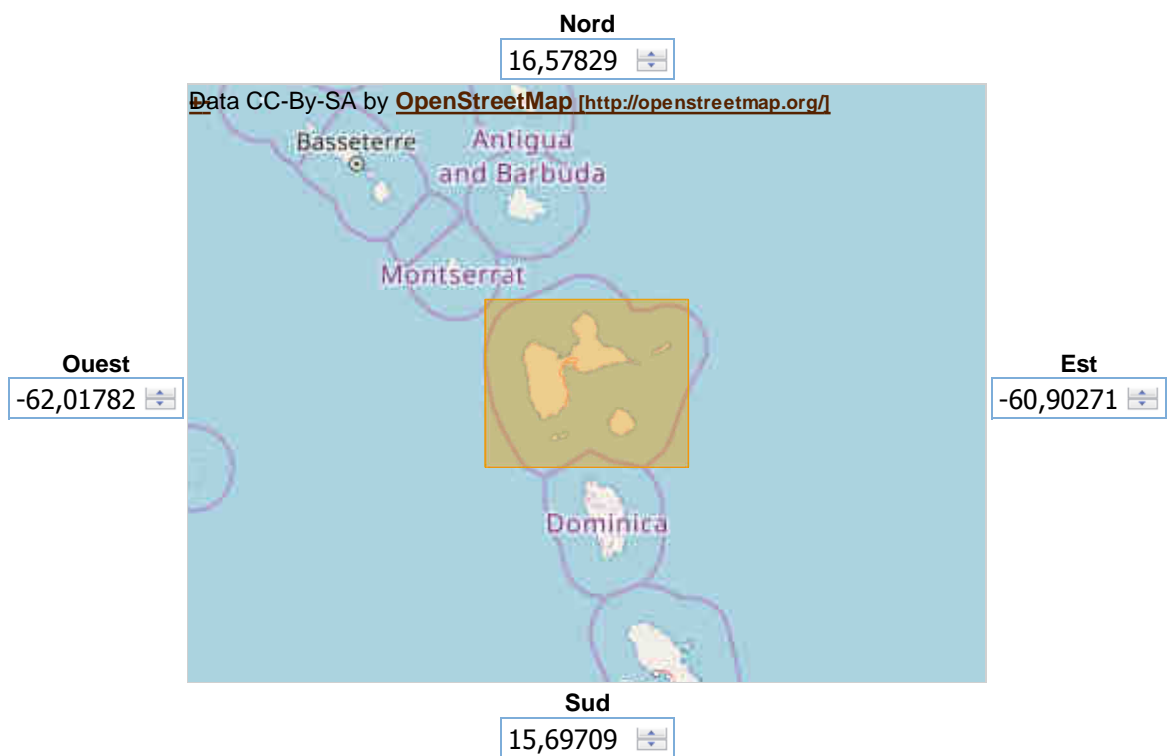 Nord
16,57829
Data CC-By-SA by OpenStreetMap [http://openstreetmap.org/]
Basseterre
Antigua
and Barbuda
Montserrat
Ouest
-62,01782
Est
-60,90271
Dominica
Sud
15,69709